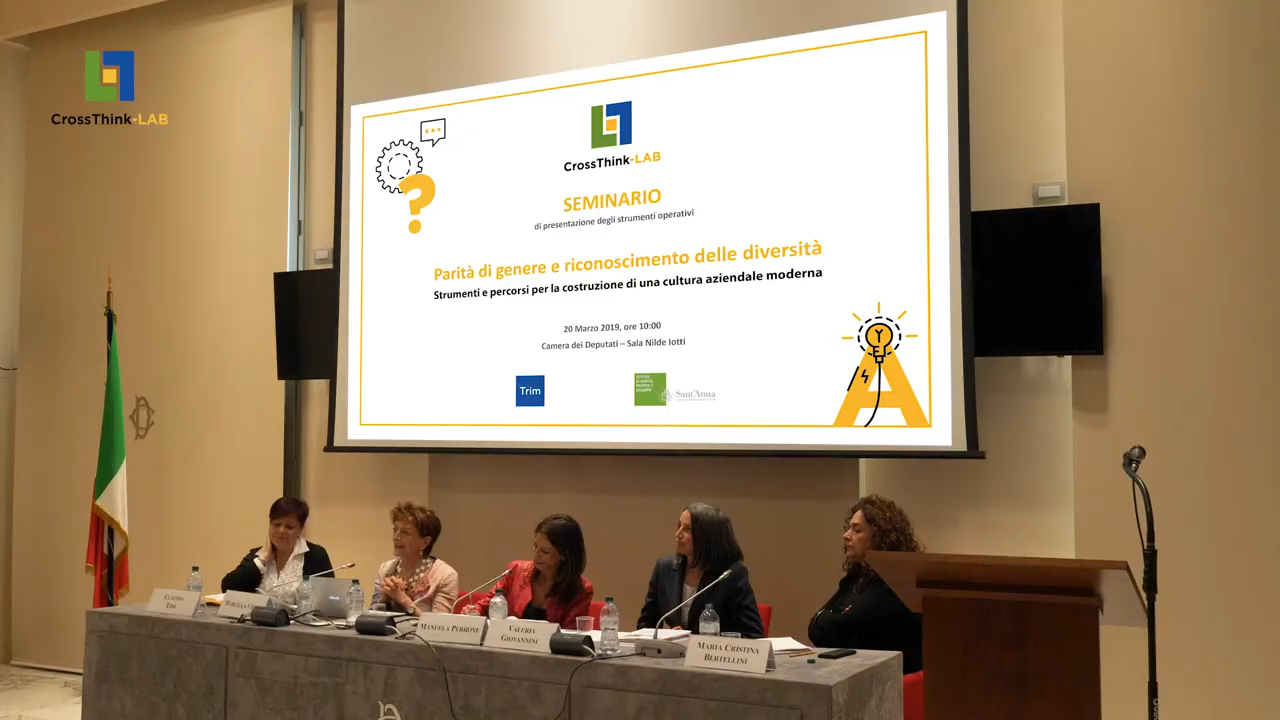 CrossThink-LAB
CrossThink-LAB
SEMINARIO
di presentazione degli strumenti operativi
Parità di genere e riconoscimento delle diversità
Strumenti e percorsi per la costruzione di una cultura aziendale moderna
20 Marzo 2019, ore 10:00
Camera dei Deputati – Sala Nilde Iotti
Trim
Sant'Anna
YET
CLAUDIA
MARCELLA
MANUELA PERRONE
VALERIA
GIOVANNINI
MARIA CRISTINA
BERTELLINI